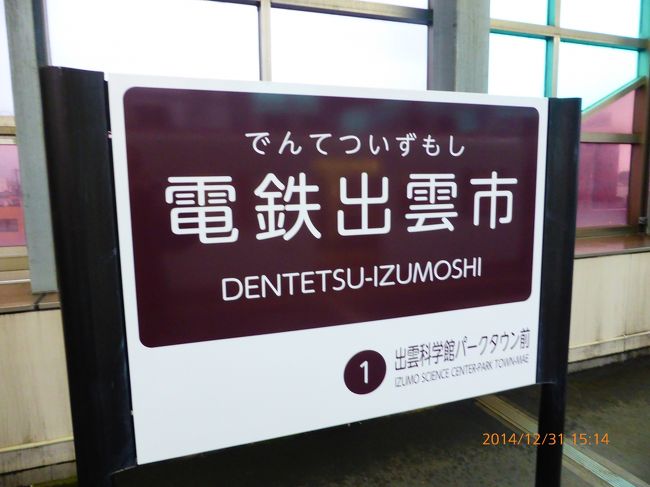 でんてついずもし
電鉄出雲市
DENTETSU-IZUMOSHI
1
出雲科学館パークタウン前
IZUMO SCIENCE CENTER-PARK TOWN-MAE
2014/12/31 15:14